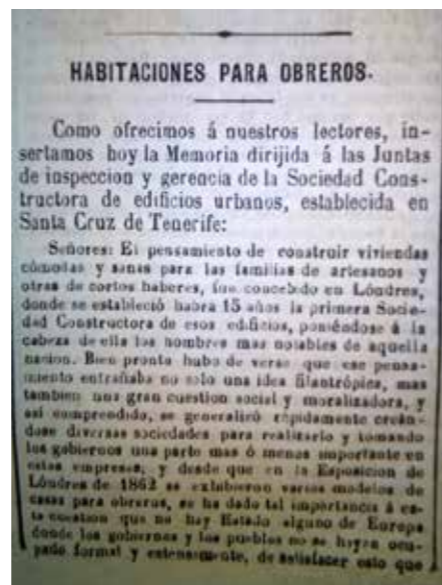 HABITACIONES PARA OBREROS.
Como ofrecimos á nuestros lectores, in-
sertamos hoy la Memoria dirijida á las Juntas
de inspeccion y gerencia de la Sociedad Cons-
tructora de edificios urbanos, establecida en
Santa Cruz de Tenerife:
Señores: El pensamiento de construir viviendas
cómodas y sanas para las familias de artesanos y
otras de cortos haberes, fue concebido en Lóndres,
donde se estableció habra 15 años la primera Socie-
dad Constructora de esos edificios, poniéndose á la
cabeza de ella los hombres mas notables de aquella
nacion. Bien pronto hubo de verse que ese pensa-
miento entrañaba no solo una idea filantrópica, mas
tambien una gran cuestion social y moralizadora, y
asi comprendido, se generalizó rápidamente creán-
dose diversas sociedades para realizarlo y tomando
los gobiernos una parte mas ó menos importante en
estas empresas; y desde que en la Esposicion de
Lóndres de 1862 se exhibieron varios modelos de
casas para obreros, se ha dado tal importancia á es-
ta cuestion que no hay Estado alguno de Europa
donde los gobiernos y los pueblos no se hayan ocu-
pado formal y estensamente, de satisfacer esto que